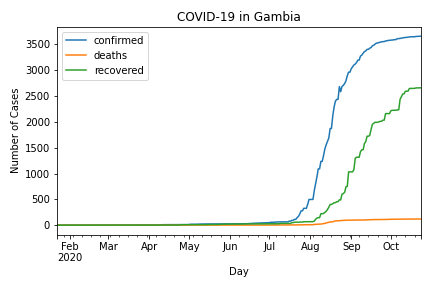 COVID-19 in Gambia
confirmed
deaths
recovered
Number of Cases
3500
3000
2500
2000
1500
1000
500
0
Feb Mar Apr May Jun Jul Aug Sep Oct
2020
Day